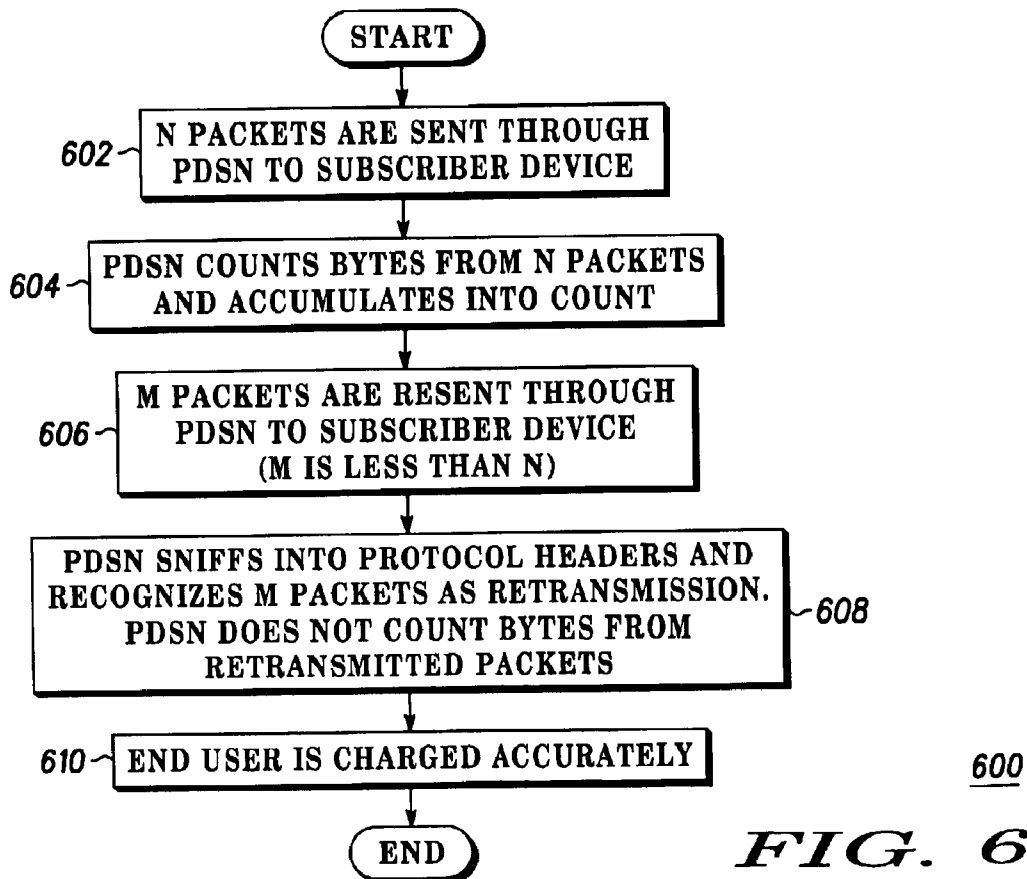 START
602
N PACKETS ARE SENT THROUGH
PDSN TO SUBSCRIBER DEVICE
604
PDSN COUNTS BYTES FROM N PACKETS
AND ACCUMULATES INTO COUNT
606
M PACKETS ARE RESENT THROUGH
PDSN TO SUBSCRIBER DEVICE
(M IS LESS THAN N)
PDSN SNIFFS INTO PROTOCOL HEADERS AND
RECOGNIZES M PACKETS AS RETRANSMISSION.
PDSN DOES NOT COUNT BYTES FROM
RETRANSMITTED PACKETS
608
610
END USER IS CHARGED ACCURATELY
END
600
FIG. 6